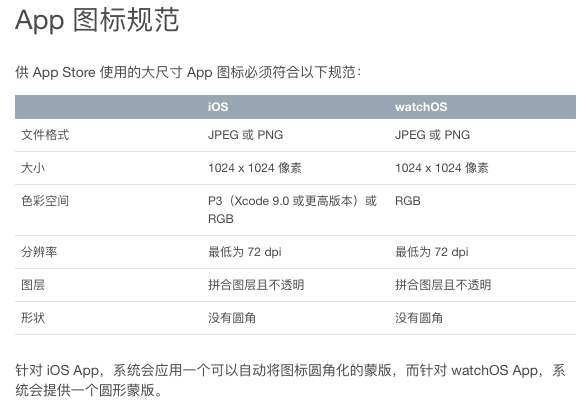 App 图标规范
供 App Store 使用的大尺寸 App 图标必须符合以下规范：
iOS watchOS
文件格式 JPEG 或 PNG JPEG 或 PNG
大小 1024 x 1024 像素 1024 x 1024 像素
色彩空间 P3（Xcode 9.0 或更高版本）或 RGB
RGB
分辨率 最低为 72 dpi 最低为 72 dpi
图层 拼合图层且不透明 拼合图层且不透明
形状 没有圆角 没有圆角
针对 iOS App，系统会应用一个可以自动将图标圆角化的蒙版，而针对 watchOS App，系
统会提供一个圆形蒙版。